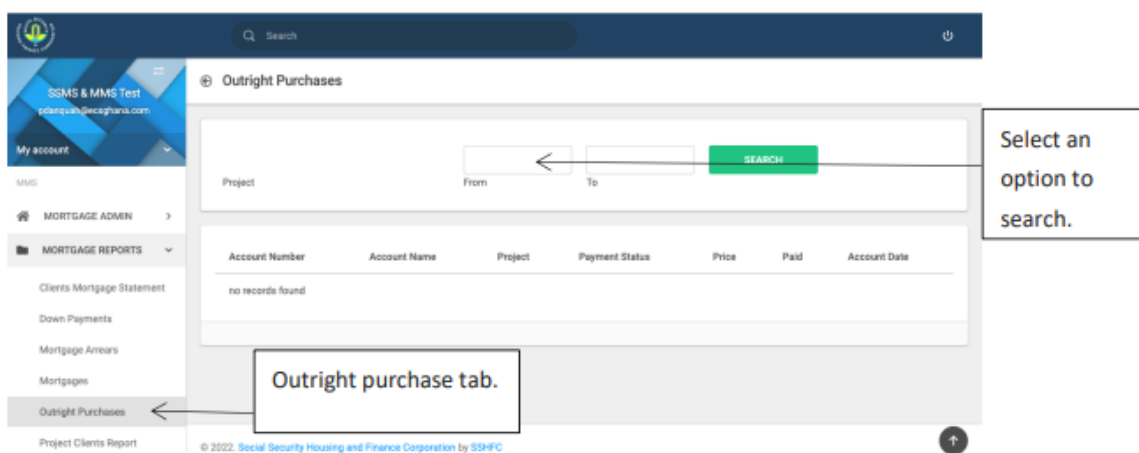 Search
SSMS & MMS Test
pdanquah@ecsghana.com
My account
MMS
MORTGAGE ADMIN
MORTGAGE REPORTS
Clients Mortgage Statement
Down Payments
Mortgage Arrears
Mortgages
Outright Purchases
Project Clients Report
Outright Purchases
Project
From
To
SEARCH
Account Number Account Name Project Payment Status Price Paid Account Date
no records found
© 2022. Social Security Housing and Finance Corporation by SSHFC
Select an
option to
search.
Outright purchase tab.